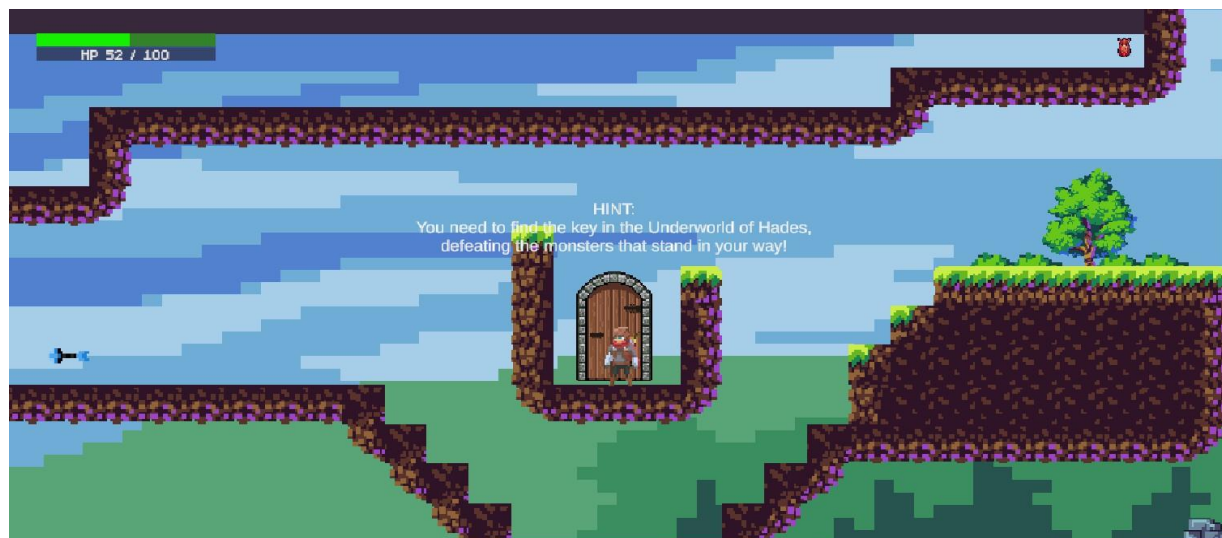 HP 52 / 100
HINT:
You need to find the key in the Underworld of Hades,
defeating the monsters that stand in your way!